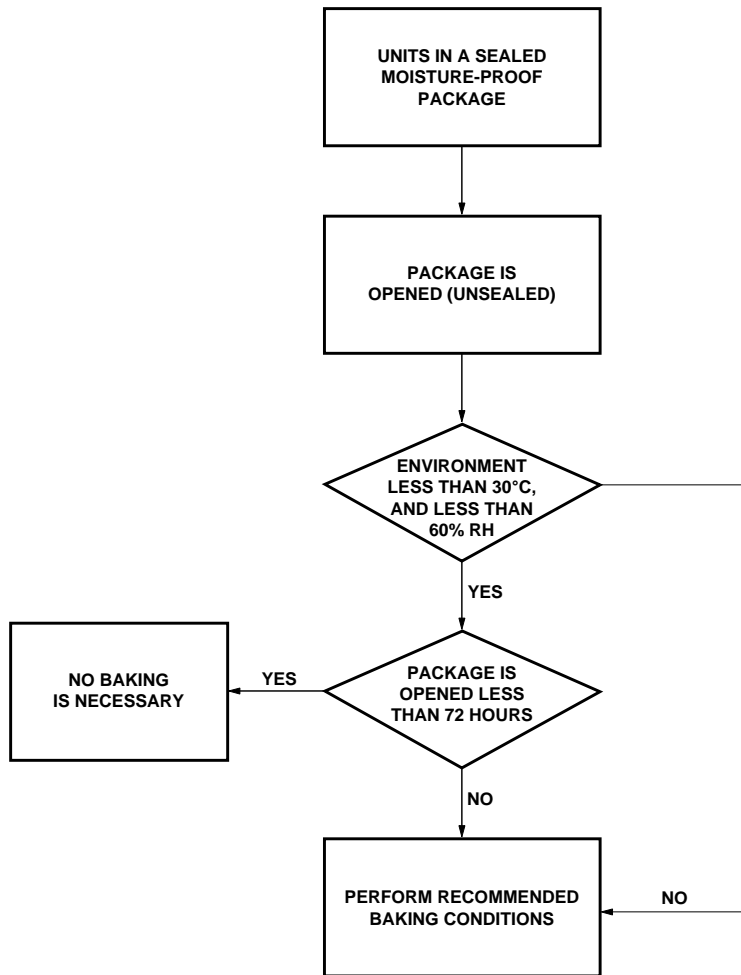 UNITS IN A SEALED
MOISTURE-PROOF
PACKAGE
PACKAGE IS
OPENED (UNSEALED)
ENVIRONMENT
LESS THAN 30°C,
AND LESS THAN
60% RH
YES
NO BAKING
IS NECESSARY
YES
PACKAGE IS
OPENED LESS
THAN 72 HOURS
NO
PERFORM RECOMMENDED
BAKING CONDITIONS
NO